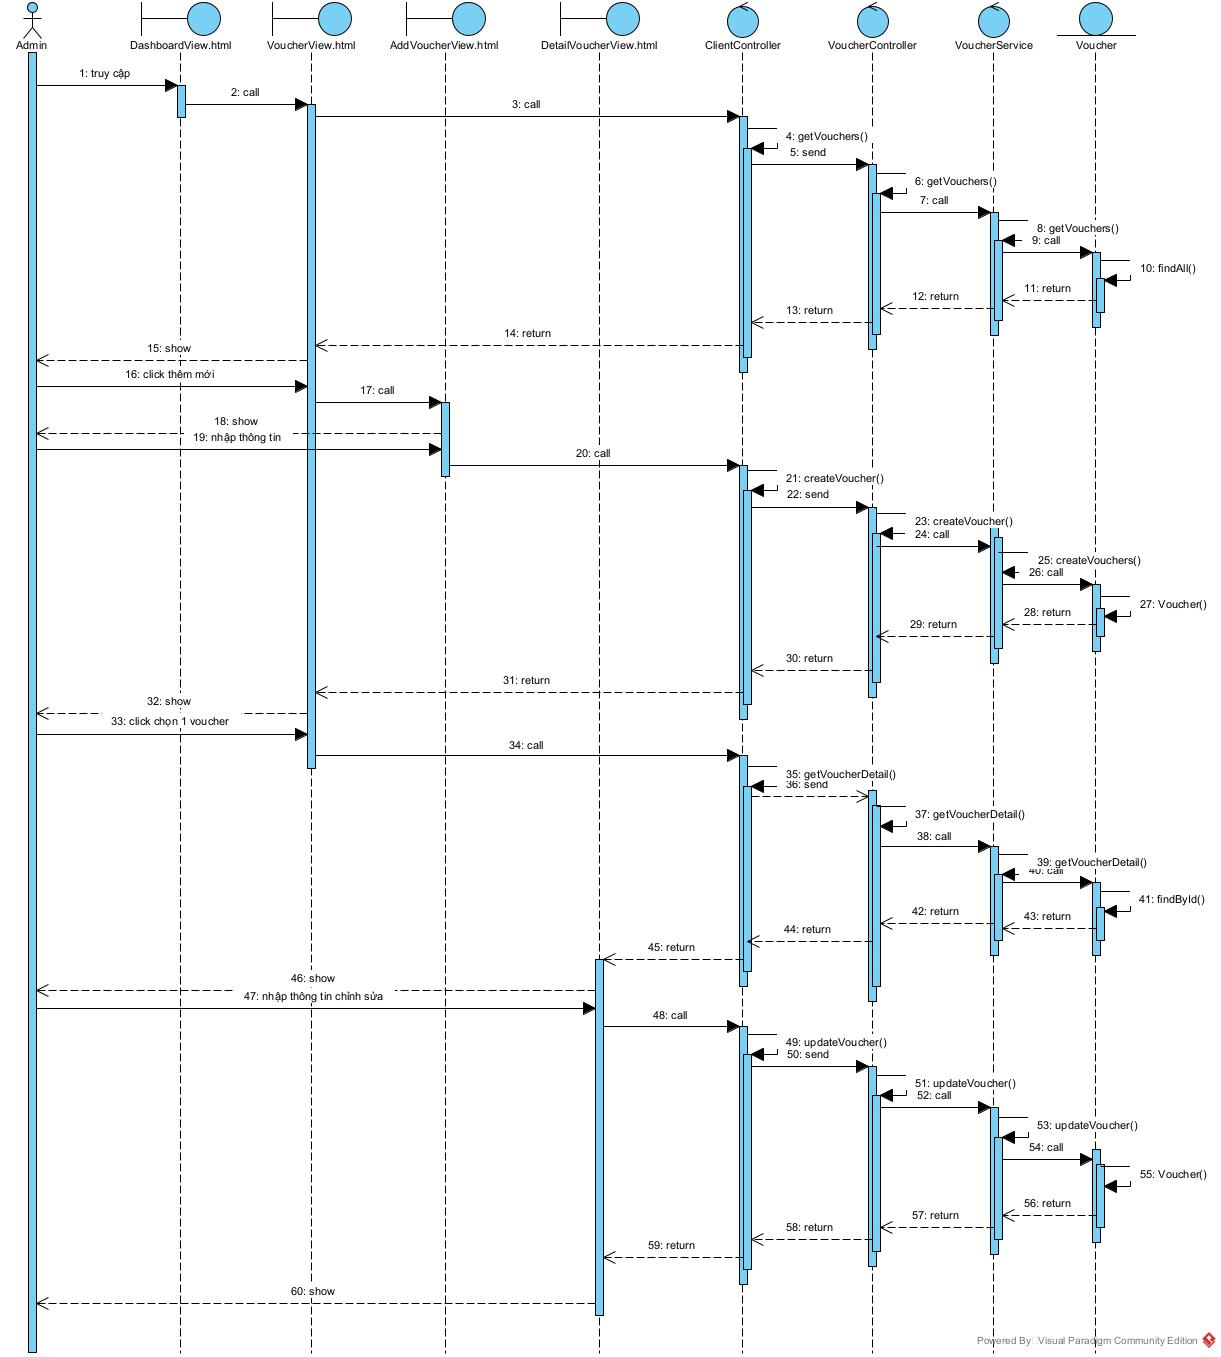 Admin
DashboardView.html
VoucherView.html
AddVoucherView.html
DetailVoucherView.html
ClientController
VoucherController
VoucherService
Voucher
1: truy cập
2: call
3: call
4: getVouchers()
5: send
6: getVouchers()
7: call
8: getVouchers()
9: call
10: findAll()
11: return
12: return
13: return
14: return
15: show
16: click thêm mới
17: call
18: show
19: nhập thông tin
20: call
21: createVoucher()
22: send
23: createVoucher()
24: call
25: createVouchers()
26: call
27: Voucher()
28: return
29: return
30: return
31: return
32: show
33: click chọn 1 voucher
34: call
35: getVoucherDetail()
36: send
37: getVoucherDetail()
38: call
39: getVoucherDetail()
40: call
41: findById()
42: return
43: return
44: return
45: return
46: show
47: nhập thông tin chỉnh sửa
48: call
49: updateVoucher()
50: send
51: updateVoucher()
52: call
53: updateVoucher()
54: call
55: Voucher()
56: return
57: return
58: return
59: return
60: show
Powered By Visual Paradigm Community Edition